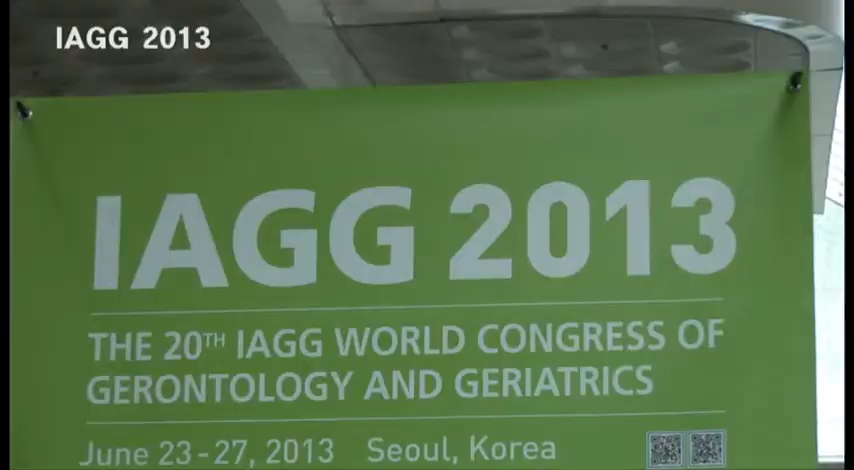 IAGG 2013
IAGG 2013
THE 20TH IAGG WORLD CONGRESS OF
GERONTOLOGY AND GERIATRICS
June 23-27, 2013 Seoul, Korea